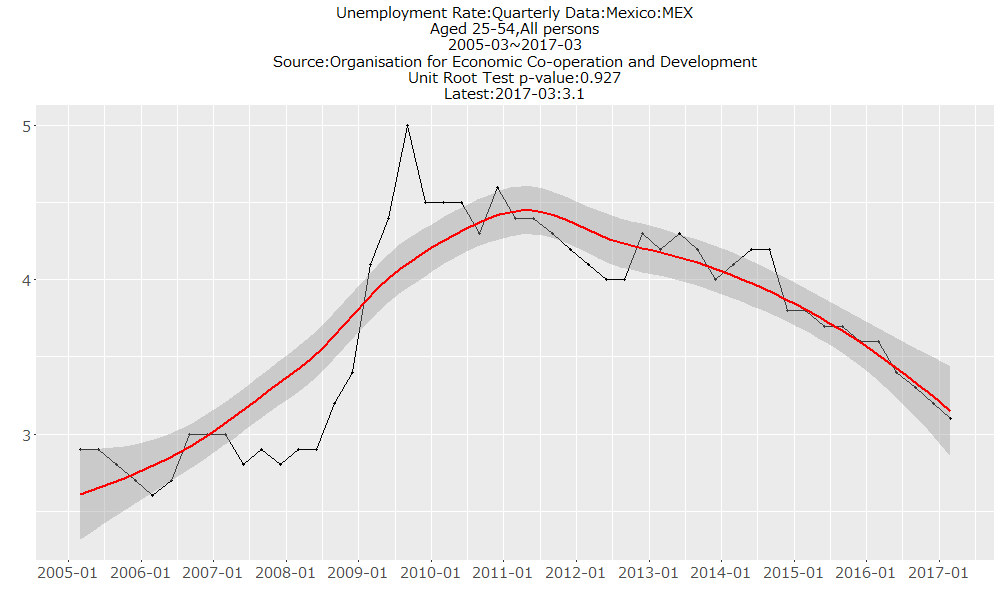 Unemployment Rate:Quarterly Data:Mexico:MEX
Aged 25-54,All persons
2005-03~2017-03
Source:Organisation for Economic Co-operation and Development
Unit Root Test p-value:0.927
Latest:2017-03:3.1
5
4
3
2005-01 2006-01 2007-01 2008-01 2009-01 2010-01 2011-01 2012-01 2013-01 2014-01 2015-01 2016-01 2017-01